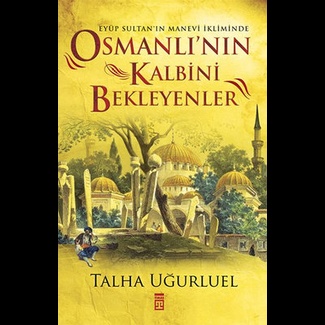 EYÜP SULTAN'IN MANEVİ İKLİMİNDE
OSMANLI'NIN
KALBİNİ
BEKLEYENLER
TALHA UĞURLUEL